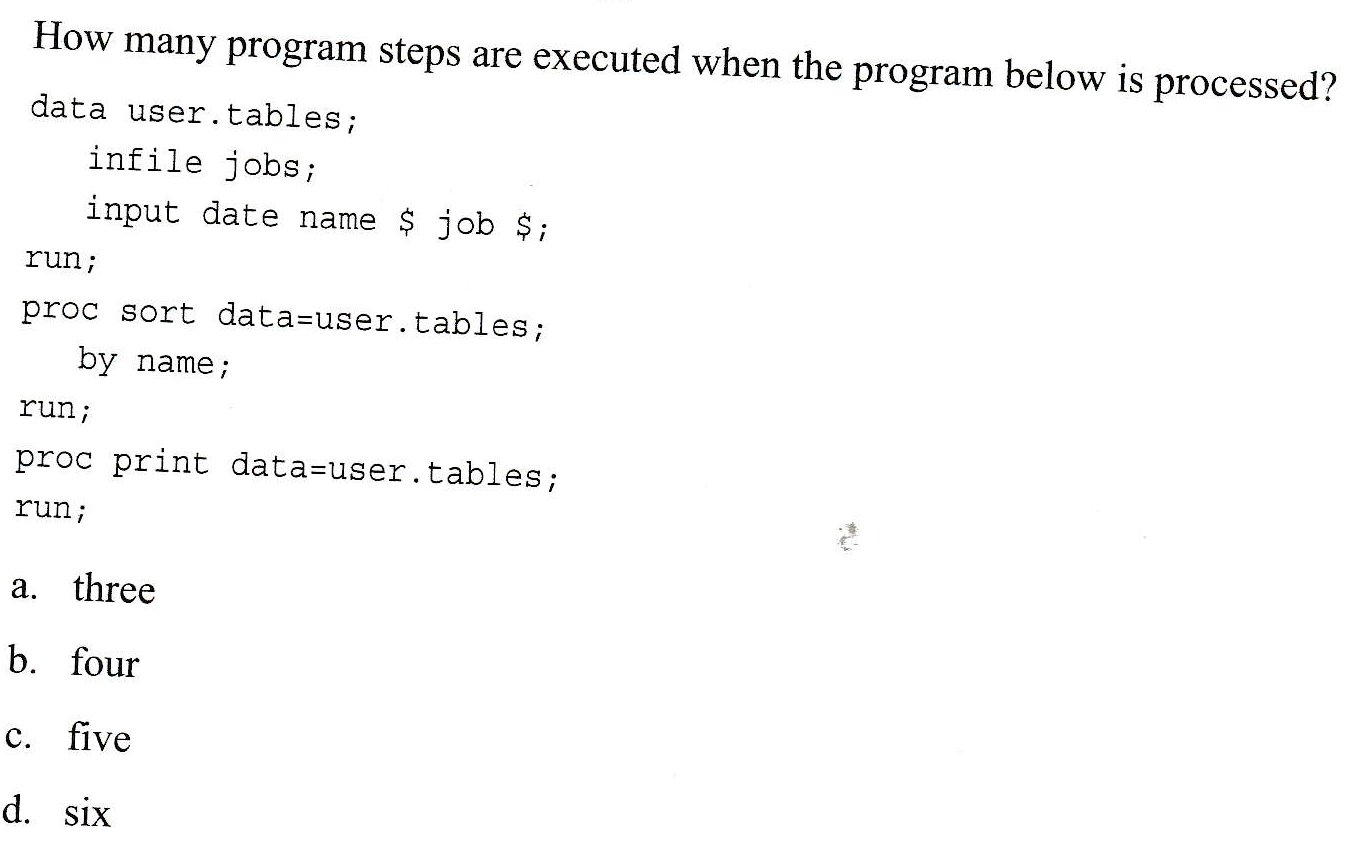 How many program steps are executed when the program below is processed?
data user.tables;
infile jobs;
input date name $ job $;
run;
proc sort data=user.tables;
by name;
run;
proc print data=user.tables;
run;
a. three
b. four
c. five
d. six